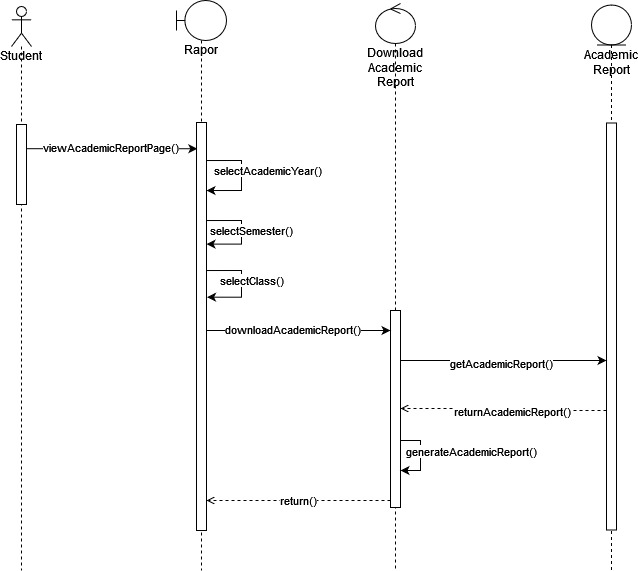 Student
Rapor
Download
Academic
Report
Academic
Report
viewAcademicReportPage()
selectAcademicYear()
selectSemester()
selectClass()
downloadAcademicReport()
getAcademicReport()
returnAcademicReport()
generateAcademicReport()
return()